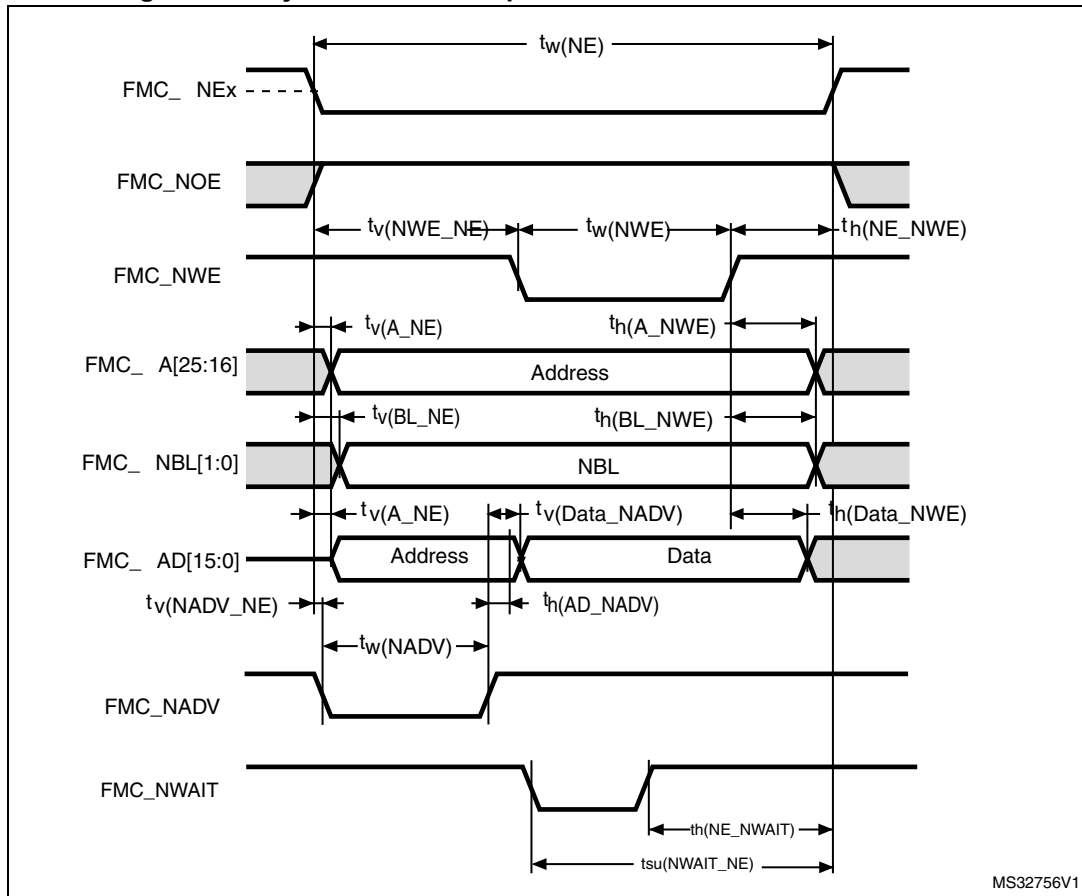 tw(NE)
FMC_ NEx
FMC_NOE
tv(NWE_NE)
tw(NWE)
th(NE_NWE)
FMC_NWE
tv(A_NE)
th(A_NWE)
FMC_ A[25:16]
Address
tv(BL_NE)
th(BL_NWE)
FMC_ NBL[1:0]
NBL
tv(A_NE)
tv(Data_NADV)
th(Data_NWE)
FMC_ AD[15:0]
Address
Data
tv(NADV_NE)
th(AD_NADV)
tw(NADV)
FMC_NADV
FMC_NWAIT
th(NE_NWAIT)
tsu(NWAIT_NE)
MS32756V1